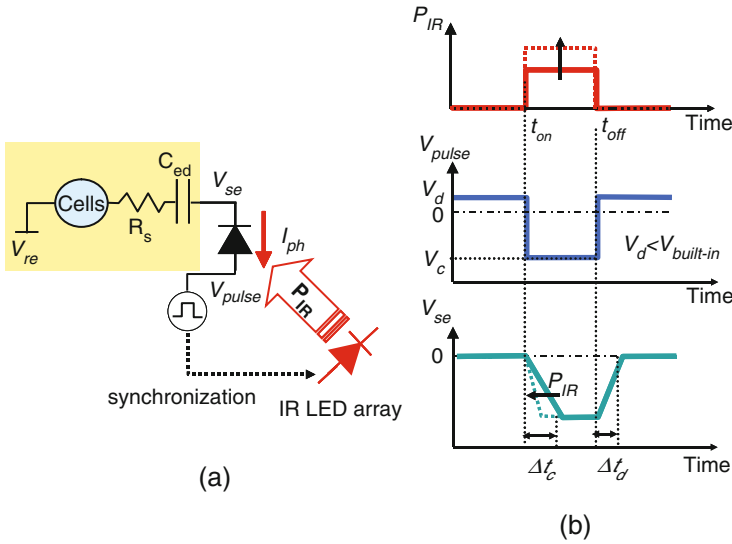 C_ed
V_se
Cells
R_s
V_re
I_ph
V_pulse
P_IR
synchronization
IR LED array
(a)
P_IR
t_on
t_off
Time
V_pulse
V_d
0
V_d<V_built-in
V_c
Time
V_se
0
P_IR
Time
Δt_c
Δt_d
(b)